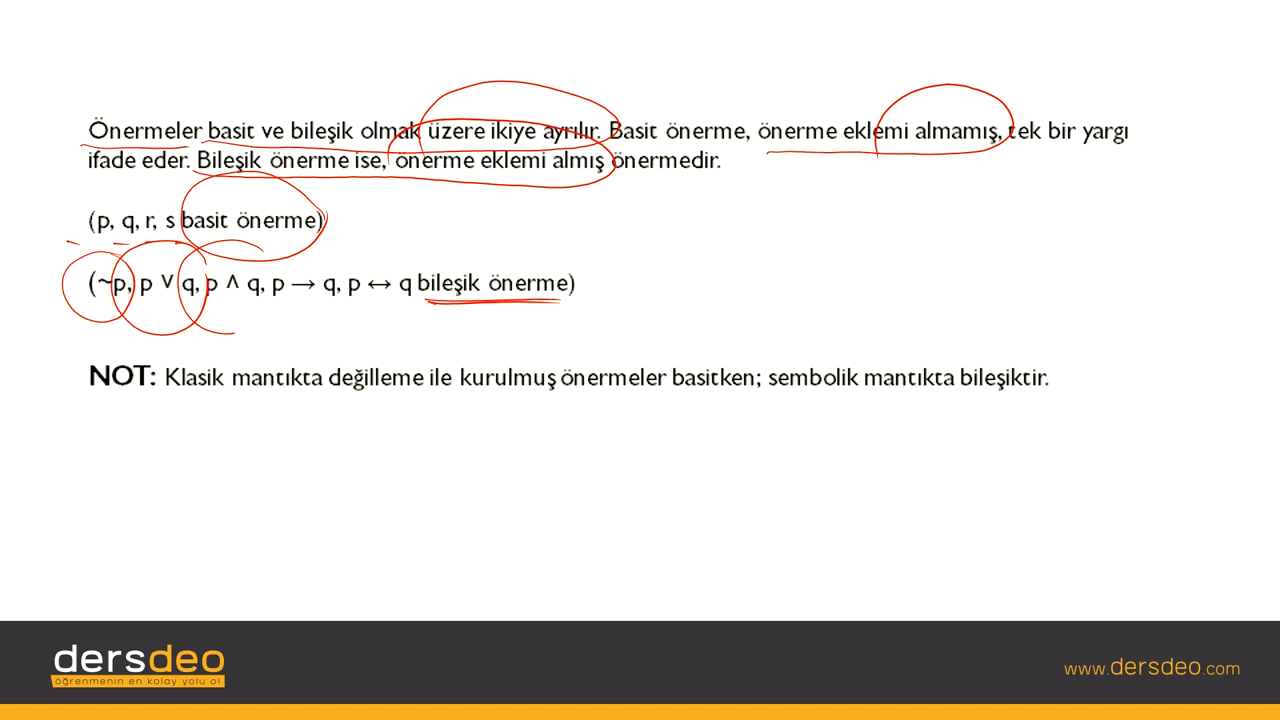 Önermeler basit ve bileşik olmak üzere ikiye ayrılır. Basit önerme, önerme eklemi almamış, tek bir yargı
ifade eder. Bileşik önerme ise, önerme eklemi almış önermedir.
(p, q, r, s basit önerme)
(~p, p ∨ q, p ∧ q, p → q, p ↔ q bileşik önerme)
NOT: Klasik mantıkta değilleme ile kurulmuş önermeler basitken; sembolik mantıkta bileşiktir.
dersdeo
öğrenmenin en kolay yolu o!
www.dersdeo.com